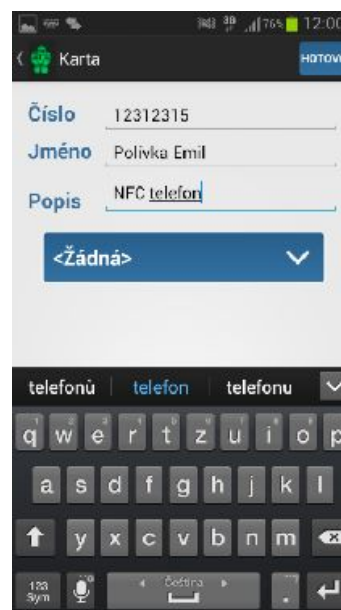 76% 12:00
Karta HOTOVO
Číslo 12312315
Jméno Polívka Emil
Popis NFC telefon
<Žádná>
telefonů telefon telefonu
q w e r t z u i o p
a s d f g h j k l
y x c v b n m
123 Sym Čeština .